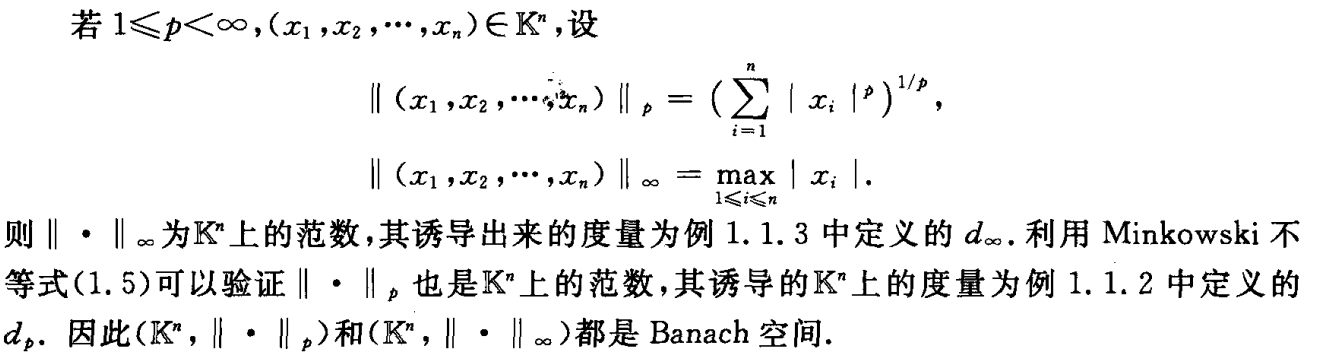 若 1≤p<∞,(x₁,x₂,⋯,xₙ)∈𝕂ⁿ,设
‖(x₁,x₂,⋯,xₙ)‖ₚ = (∑ᵢ₌₁ⁿ |xᵢ|ᵖ)^{1/p},
‖(x₁,x₂,⋯,xₙ)‖_∞ = max_{1≤i≤n} |xᵢ|.
则‖·‖_∞为𝕂ⁿ上的范数,其诱导出来的度量为例 1.1.3 中定义的 d_∞. 利用 Minkowski 不
等式(1.5)可以验证‖·‖ₚ 也是𝕂ⁿ上的范数,其诱导的𝕂ⁿ上的度量为例 1.1.2 中定义的
dₚ. 因此(𝕂ⁿ,‖·‖ₚ)和(𝕂ⁿ,‖·‖_∞)都是 Banach 空间.